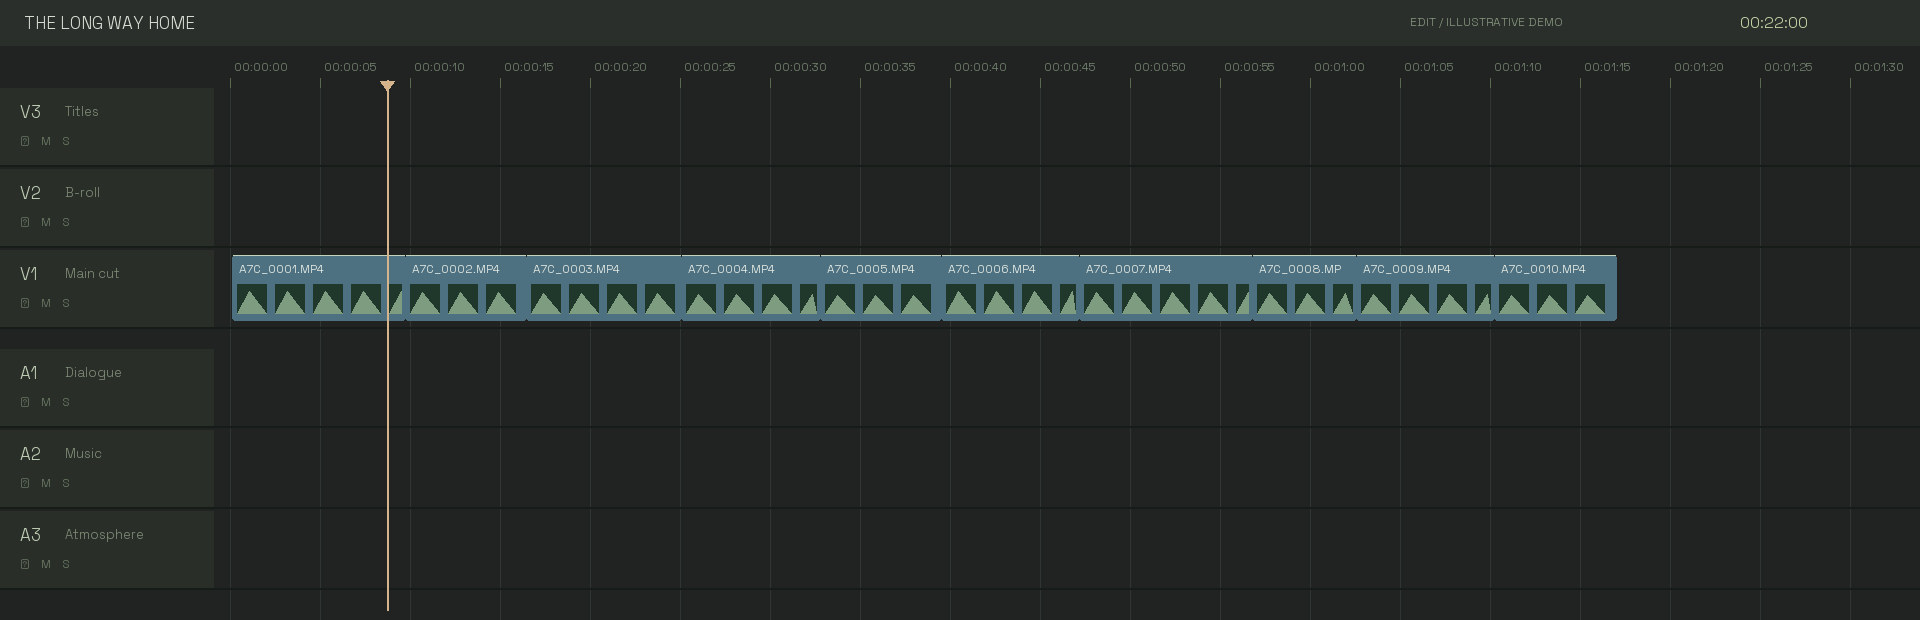 THE LONG WAY HOME
EDIT / ILLUSTRATIVE DEMO
00:22:00
00:00:00 00:00:05 00:00:10 00:00:15 00:00:20 00:00:25 00:00:30 00:00:35 00:00:40 00:00:45 00:00:50 00:00:55 00:01:00 00:01:05 00:01:10 00:01:15 00:01:20 00:01:25 00:01:30
V3 Titles
M S
V2 B-roll
M S
V1 Main cut
M S
A7C_0001.MP4 A7C_0002.MP4 A7C_0003.MP4 A7C_0004.MP4 A7C_0005.MP4 A7C_0006.MP4 A7C_0007.MP4 A7C_0008.MP A7C_0009.MP4 A7C_0010.MP4
A1 Dialogue
M S
A2 Music
M S
A3 Atmosphere
M S